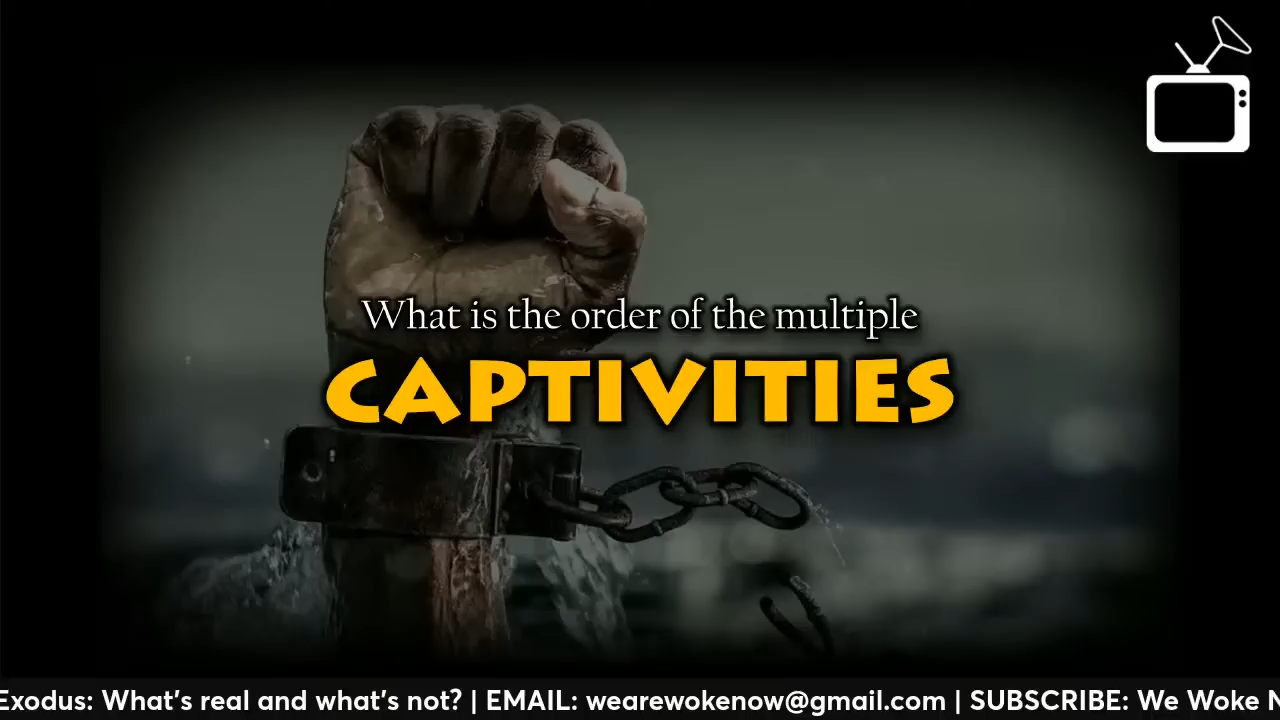 What is the order of the multiple
CAPTIVITIES
Exodus: What's real and what's not? | EMAIL: wearewokenow@gmail.com | SUBSCRIBE: We Woke N